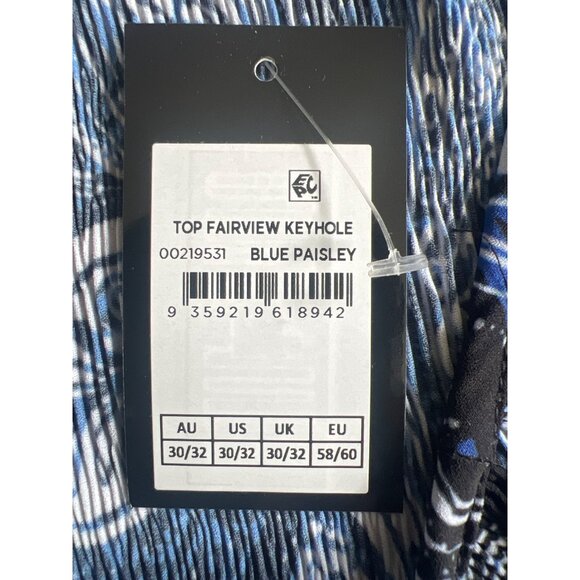 EPC
TOP FAIRVIEW KEYHOLE
00219531 BLUE PAISLEY
9 359219 618942
AU US UK EU
30/32 30/32 30/32 58/60